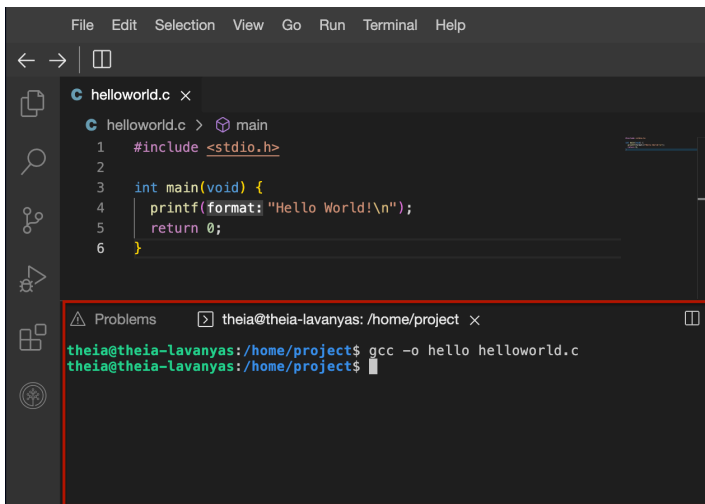 File Edit Selection View Go Run Terminal Help
C helworld.c ×
C helloworld.c > main
1 #include <stdio.h>
2
3 int main(void) {
4 printf(format: "Hello World!\n");
5 return 0;
6 }
Problems theia@theia-lavanyas: /home/project ×
theia@theia-lavanyas:/home/project$ gcc -o hello helloworld.c
theia@theia-lavanyas:/home/project$